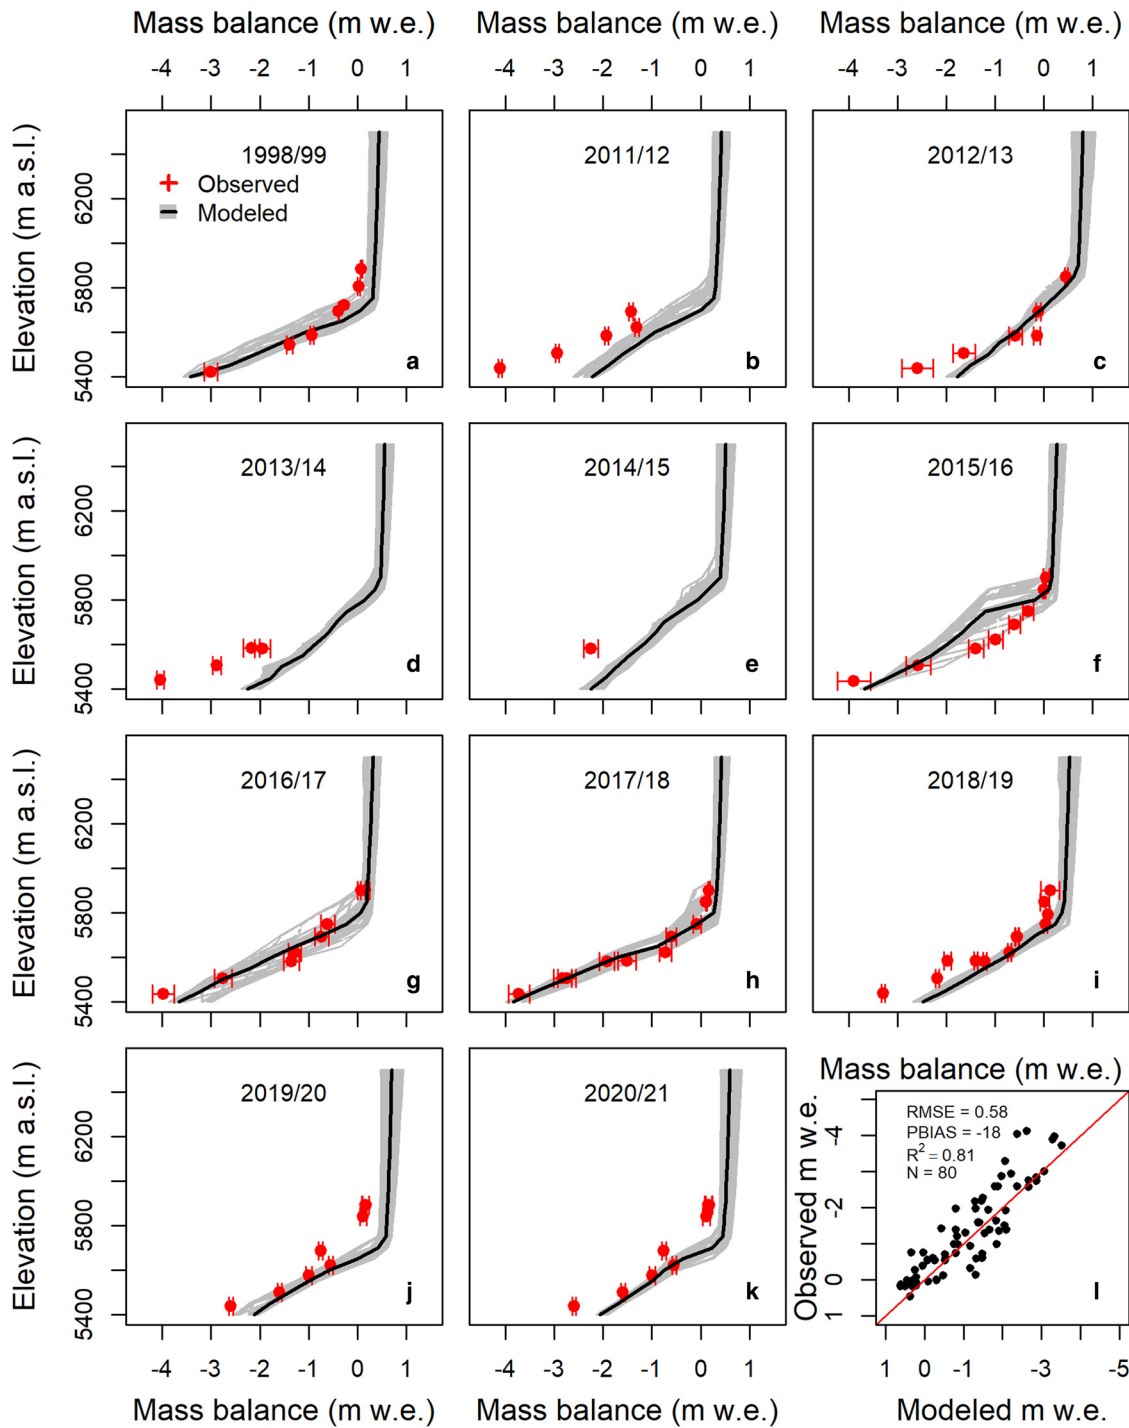 Mass balance (m w.e.) Mass balance (m w.e.) Mass balance (m w.e.)
-4 -3 -2 -1 0 1 -4 -3 -2 -1 0 1 -4 -3 -2 -1 0 1
Elevation (m a.s.l.)
5400 5800 6200
1998/99
Observed
Modeled
a
2011/12
b
2012/13
c
Elevation (m a.s.l.)
5400 5800 6200
2013/14
d
2014/15
e
2015/16
f
Elevation (m a.s.l.)
5400 5800 6200
2016/17
g
2017/18
h
2018/19
i
Elevation (m a.s.l.)
5400 5800 6200
2019/20
j
2020/21
k
Mass balance (m w.e.)
Observed m w.e.
1 0 -2 -4
RMSE = 0.58
PBIAS = -18
R² = 0.81
N = 80
l
-4 -3 -2 -1 0 1 -4 -3 -2 -1 0 1 1 0 -1 -3 -5
Mass balance (m w.e.) Mass balance (m w.e.) Modeled m w.e.